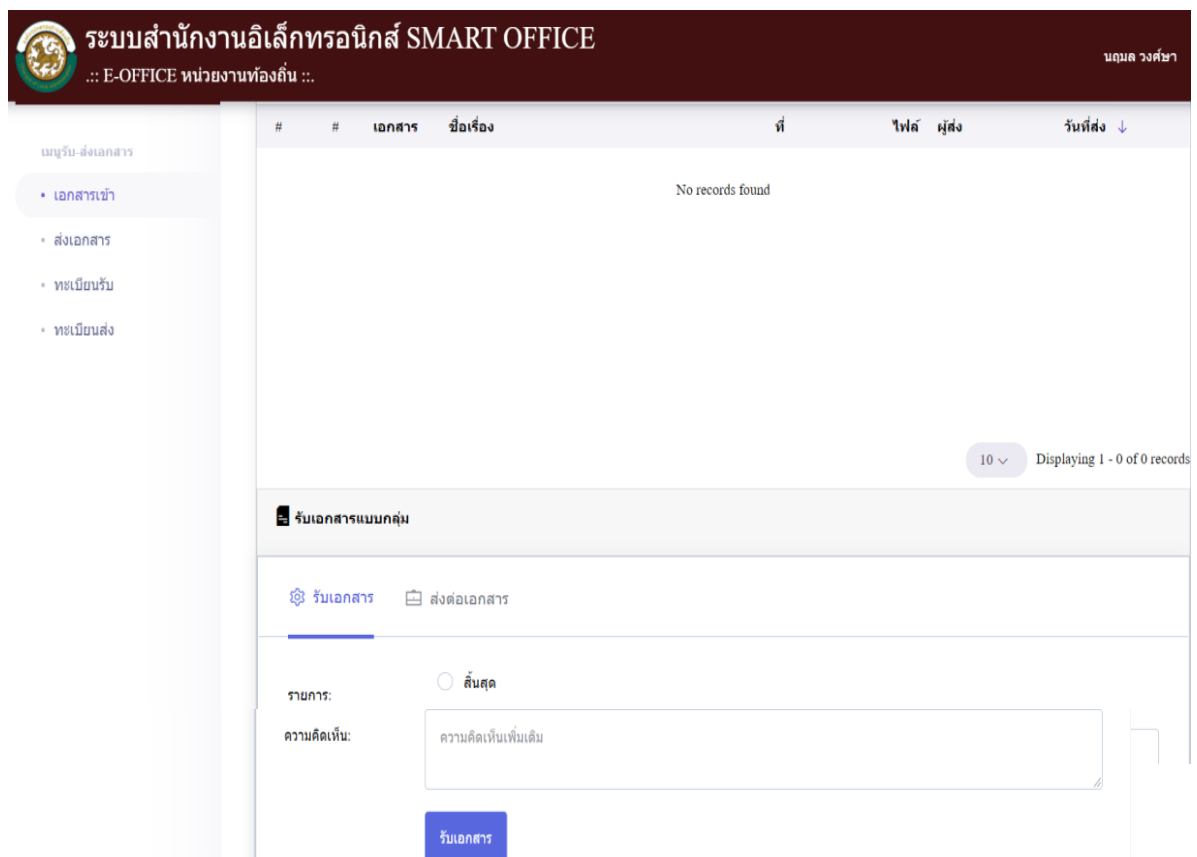 ระบบสำนักงานอิเล็กทรอนิกส์ SMART OFFICE
.:: E-OFFICE หน่วยงานท้องถิ่น ::.
นฤมล วงศ์ษา
# # เอกสาร ชื่อเรื่อง ที่ ไฟล์ ผู้ส่ง วันที่ส่ง ↓
เมนูรับ-ส่งเอกสาร
No records found
เอกสารเข้า
ส่งเอกสาร
ทะเบียนรับ
ทะเบียนส่ง
10 Displaying 1 - 0 of 0 records
รับเอกสารแบบกลุ่ม
รับเอกสาร ส่งต่อเอกสาร
สิ้นสุด
รายการ:
ความคิดเห็น: ความคิดเห็นเพิ่มเติม
รับเอกสาร